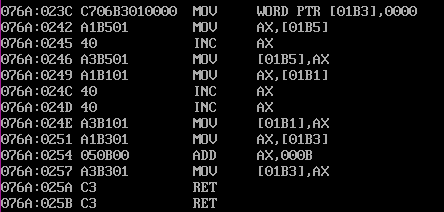 076A:023C C706B3010000 MOV WORD PTR [01B3],0000
076A:0242 A1B501 MOV AX,[01B5]
076A:0245 40 INC AX
076A:0246 A3B501 MOV [01B5],AX
076A:0249 A1B101 MOV AX,[01B1]
076A:024C 40 INC AX
076A:024D 40 INC AX
076A:024E A3B101 MOV [01B1],AX
076A:0251 A1B301 MOV AX,[01B3]
076A:0254 050B00 ADD AX,000B
076A:0257 A3B301 MOV [01B3],AX
076A:025A C3 RET
076A:025B C3 RET